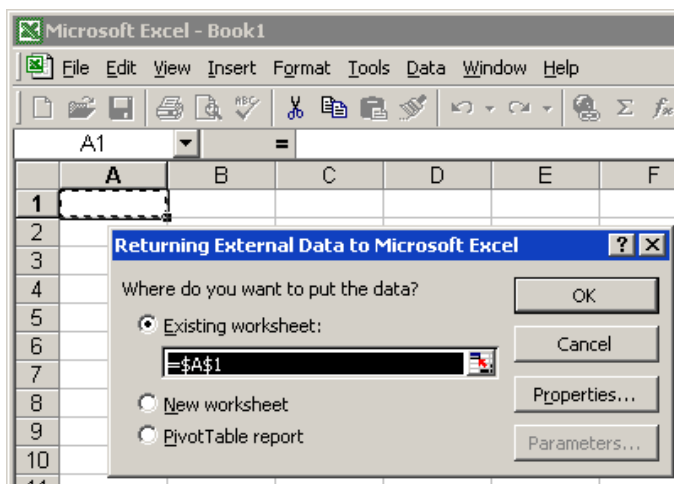 Microsoft Excel - Book1
File Edit View Insert Format Tools Data Window Help
ABC Σ fx
A1 =
A B C D E F
1
2
Returning External Data to Microsoft Excel ? X
3
4
Where do you want to put the data?
OK
5
Existing worksheet:
6
Cancel
=$A$1
7
8
New worksheet
Properties...
9
PivotTable report
Parameters...
10